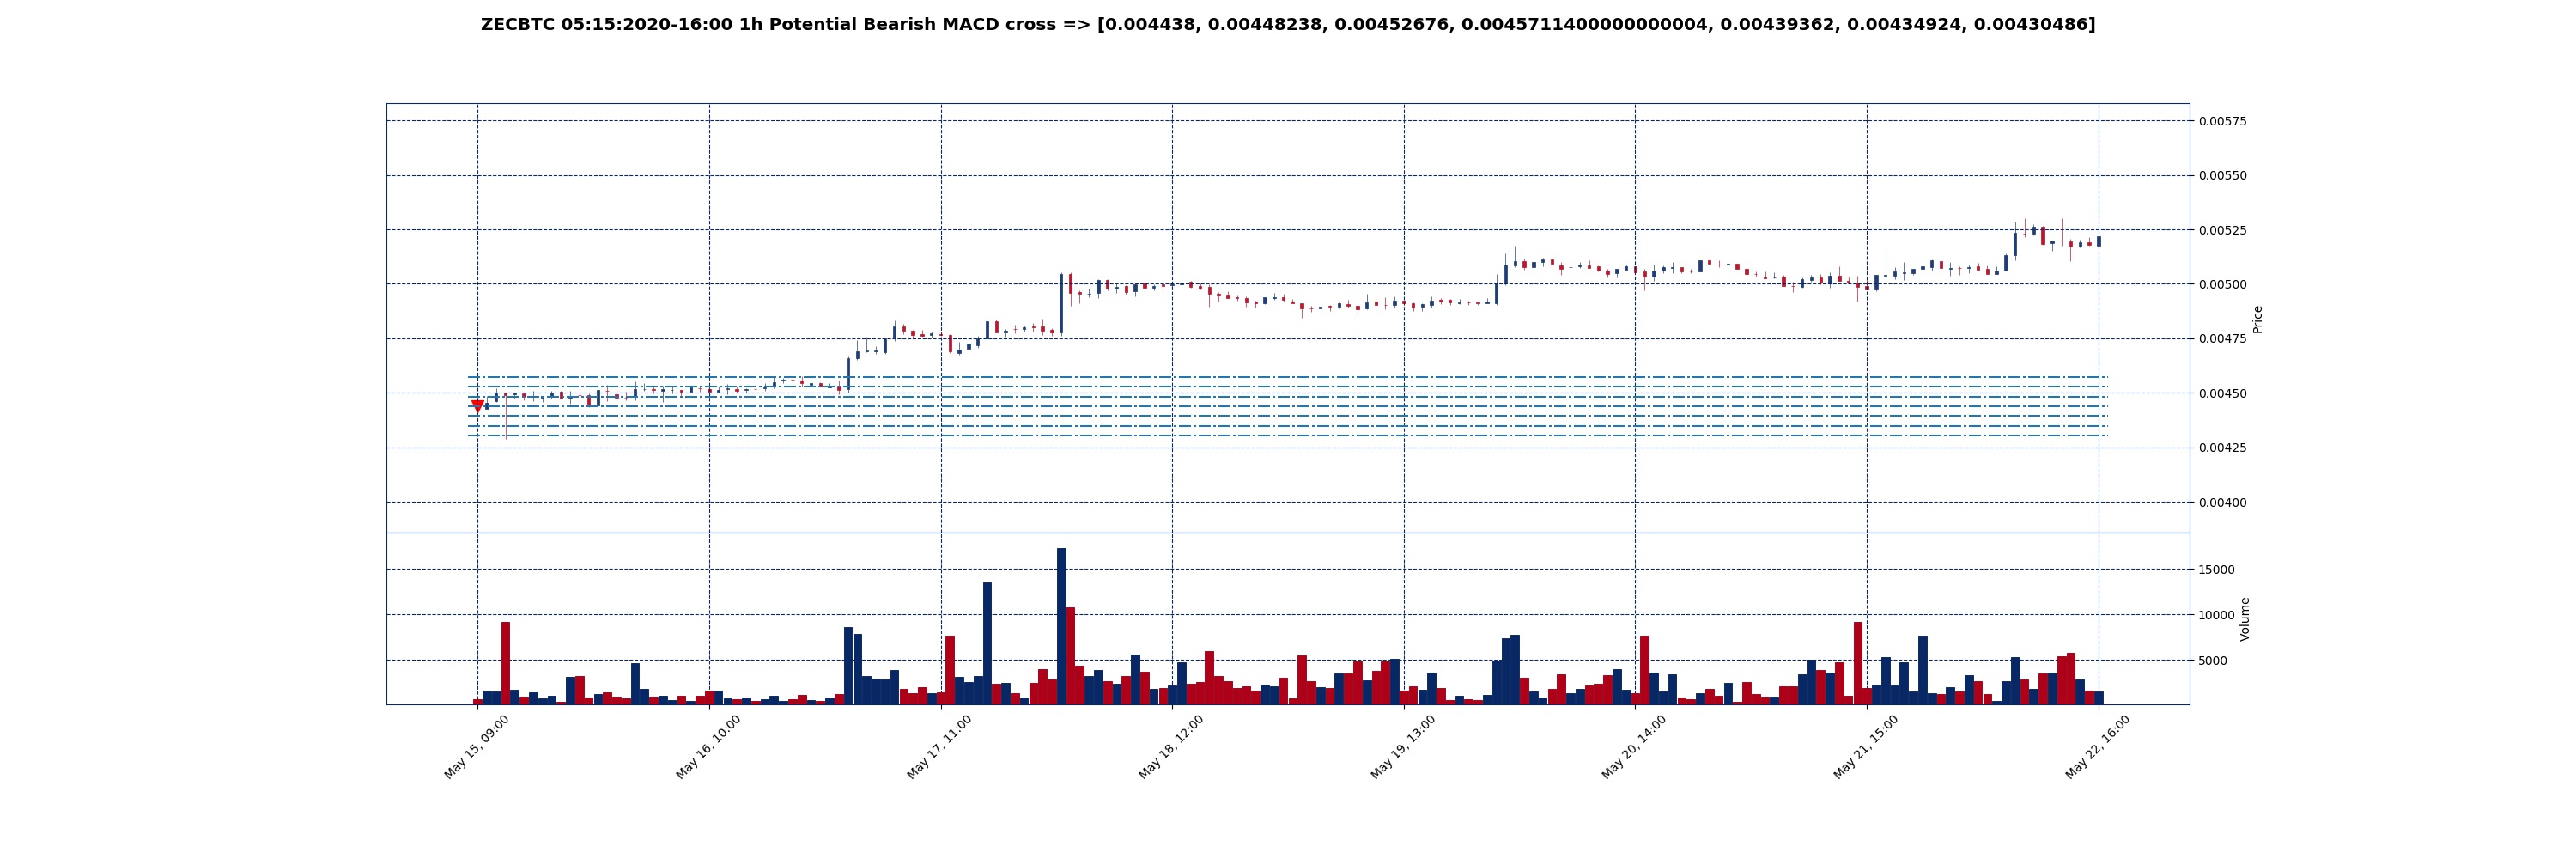 ZECBTC 05:15:2020-16:00 1h Potential Bearish MACD cross => [0.004438, 0.00448238, 0.00452676, 0.0045711400000000004, 0.00439362, 0.00434924, 0.00430486]
0.00575
0.00550
0.00525
0.00500
0.00475
0.00450
0.00425
0.00400
Price
15000
10000
5000
Volume
May 15, 09:00
May 16, 10:00
May 17, 11:00
May 18, 12:00
May 19, 13:00
May 20, 14:00
May 21, 15:00
May 22, 16:00